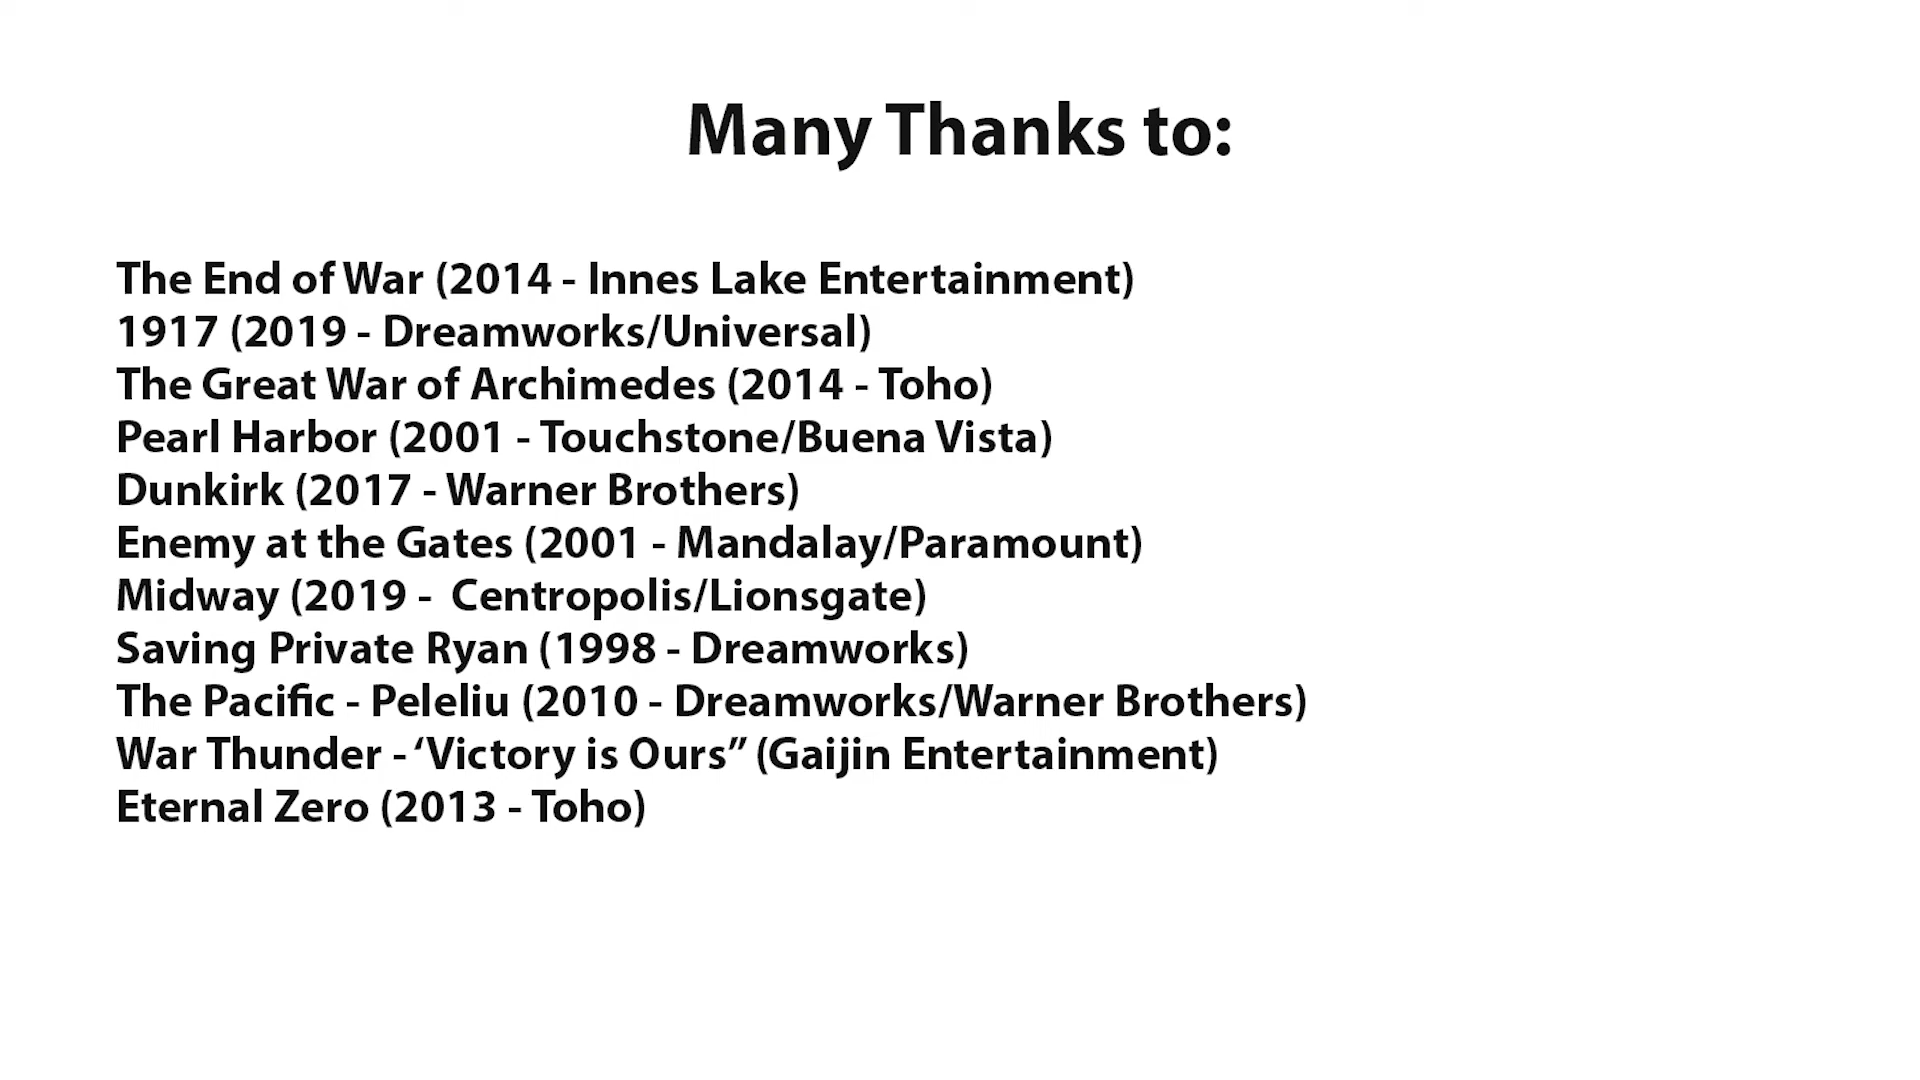 Many Thanks to:
The End of War (2014 - Innes Lake Entertainment)
1917 (2019 - Dreamworks/Universal)
The Great War of Archimedes (2014 - Toho)
Pearl Harbor (2001 - Touchstone/Buena Vista)
Dunkirk (2017 - Warner Brothers)
Enemy at the Gates (2001 - Mandalay/Paramount)
Midway (2019 -  Centropolis/Lionsgate)
Saving Private Ryan (1998 - Dreamworks)
The Pacific - Peleliu (2010 - Dreamworks/Warner Brothers)
War Thunder - ‘Victory is Ours” (Gaijin Entertainment)
Eternal Zero (2013 - Toho)